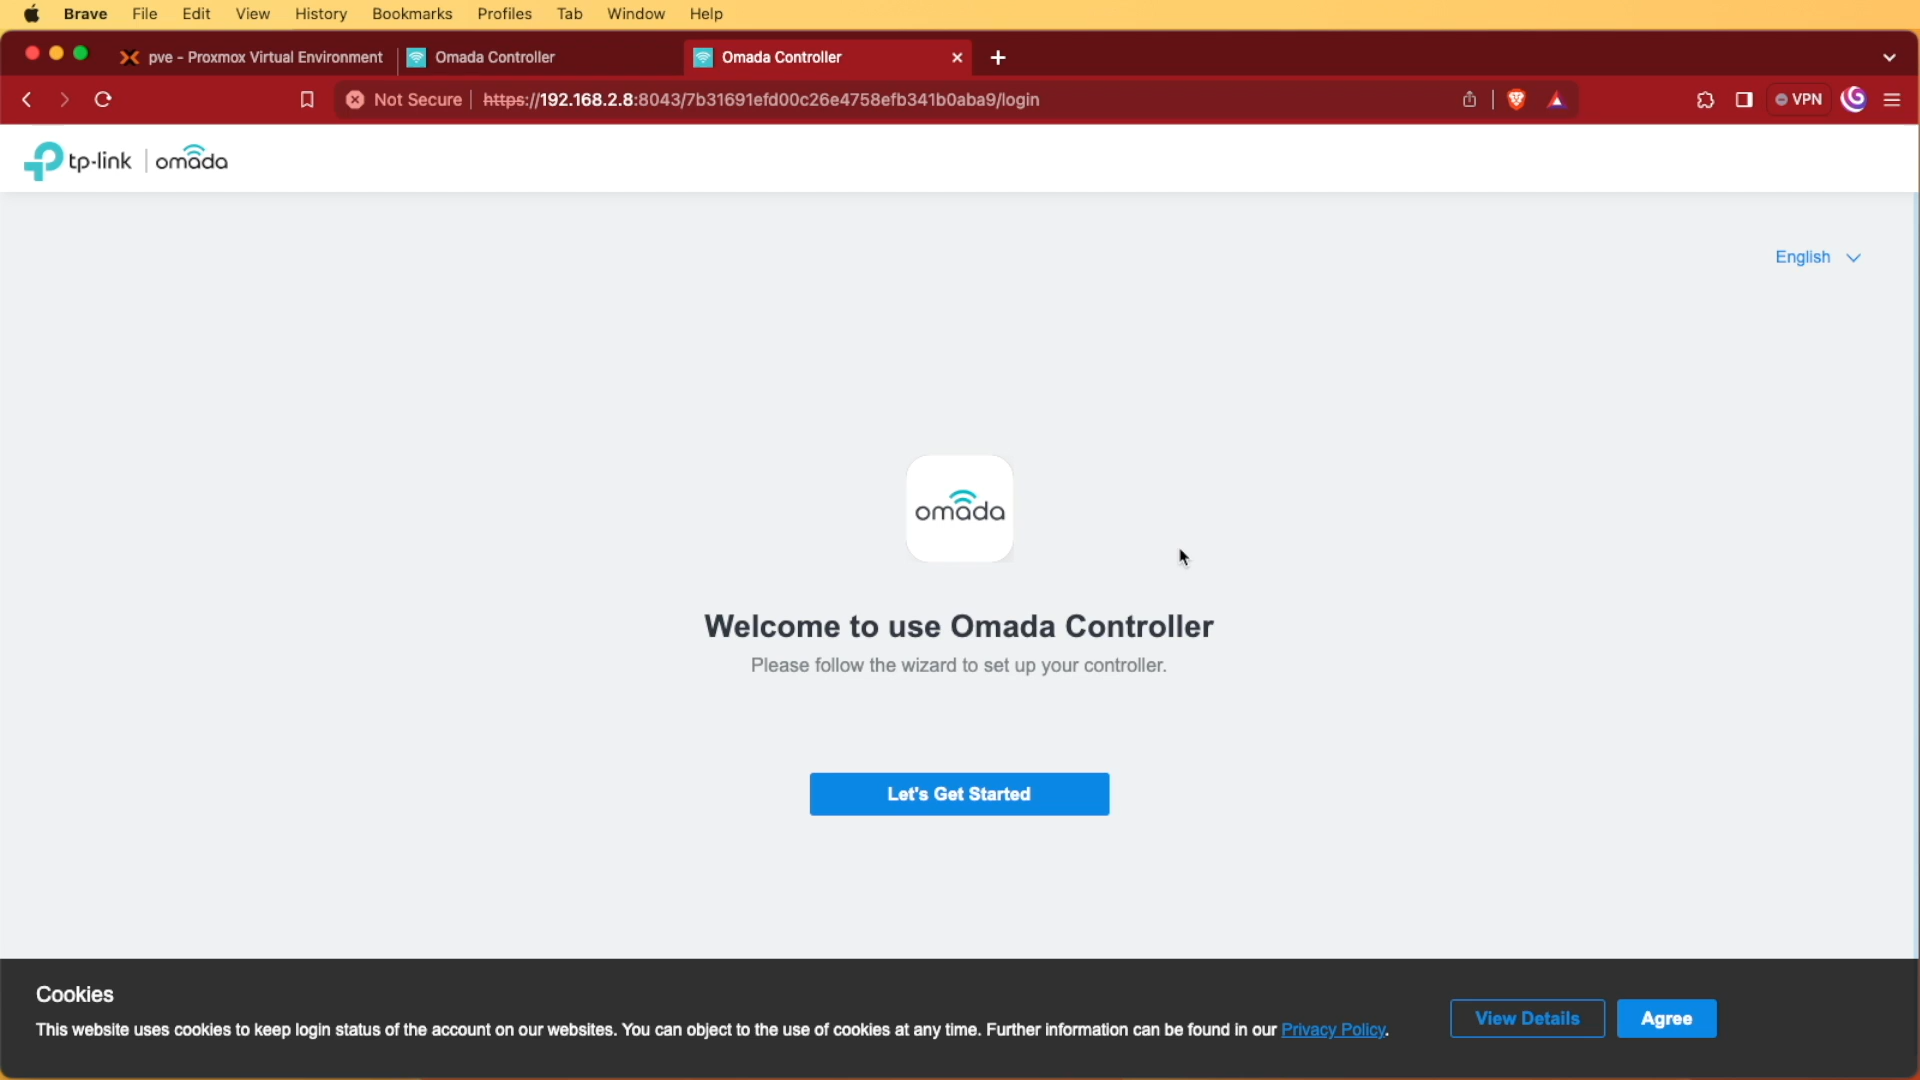 Brave File Edit View History Bookmarks Profiles Tab Window Help
pve - Proxmox Virtual Environment Omada Controller Omada Controller
Not Secure https://192.168.2.8:8043/7b31691efd00c26e4758efb341b0aba9/login VPN
tp-link omada
English
omada
Welcome to use Omada Controller
Please follow the wizard to set up your controller.
Let's Get Started
Cookies
This website uses cookies to keep login status of the account on our websites. You can object to the use of cookies at any time. Further information can be found in our Privacy Policy.
View Details Agree